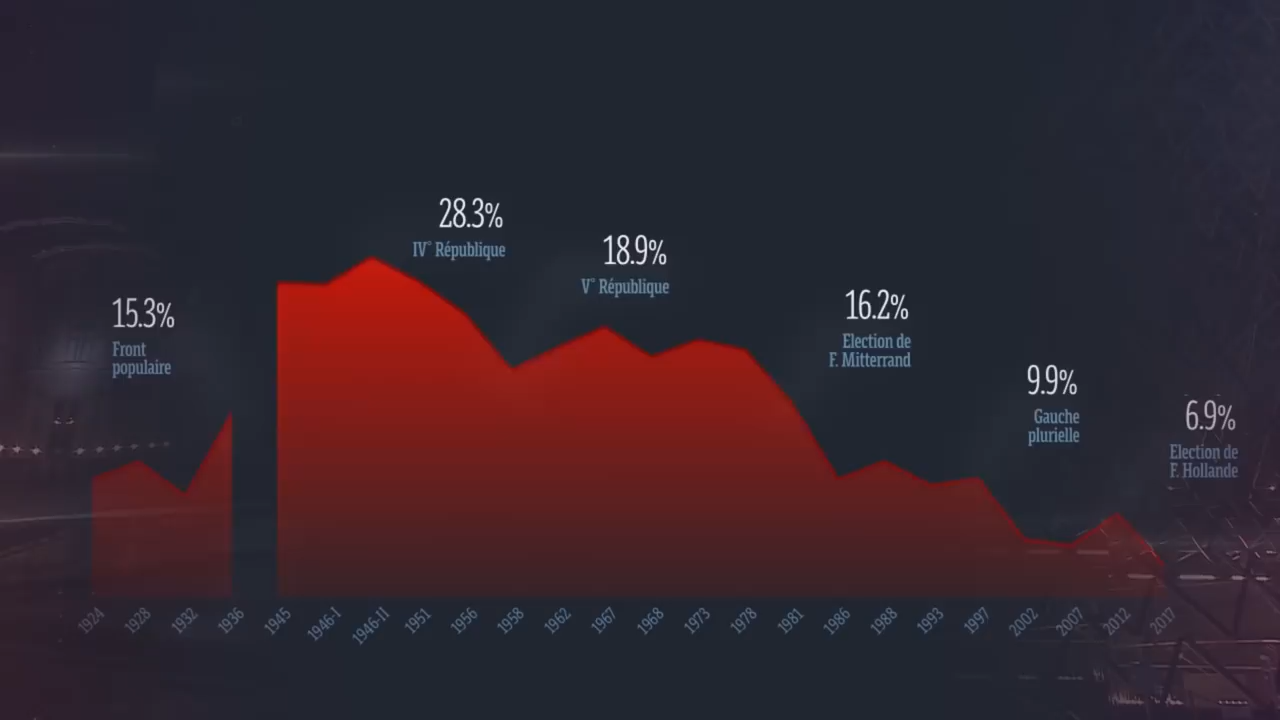 28.3%
IV° République
18.9%
V° République
15.3%
Front
populaire
16.2%
Election de
F. Mitterrand
9.9%
Gauche
plurielle
6.9%
Election de
F. Hollande
1924
1928
1932
1936
1945
1946-I
1946-II
1951
1956
1958
1962
1967
1968
1973
1978
1981
1986
1988
1993
1997
2002
2007
2012
2017